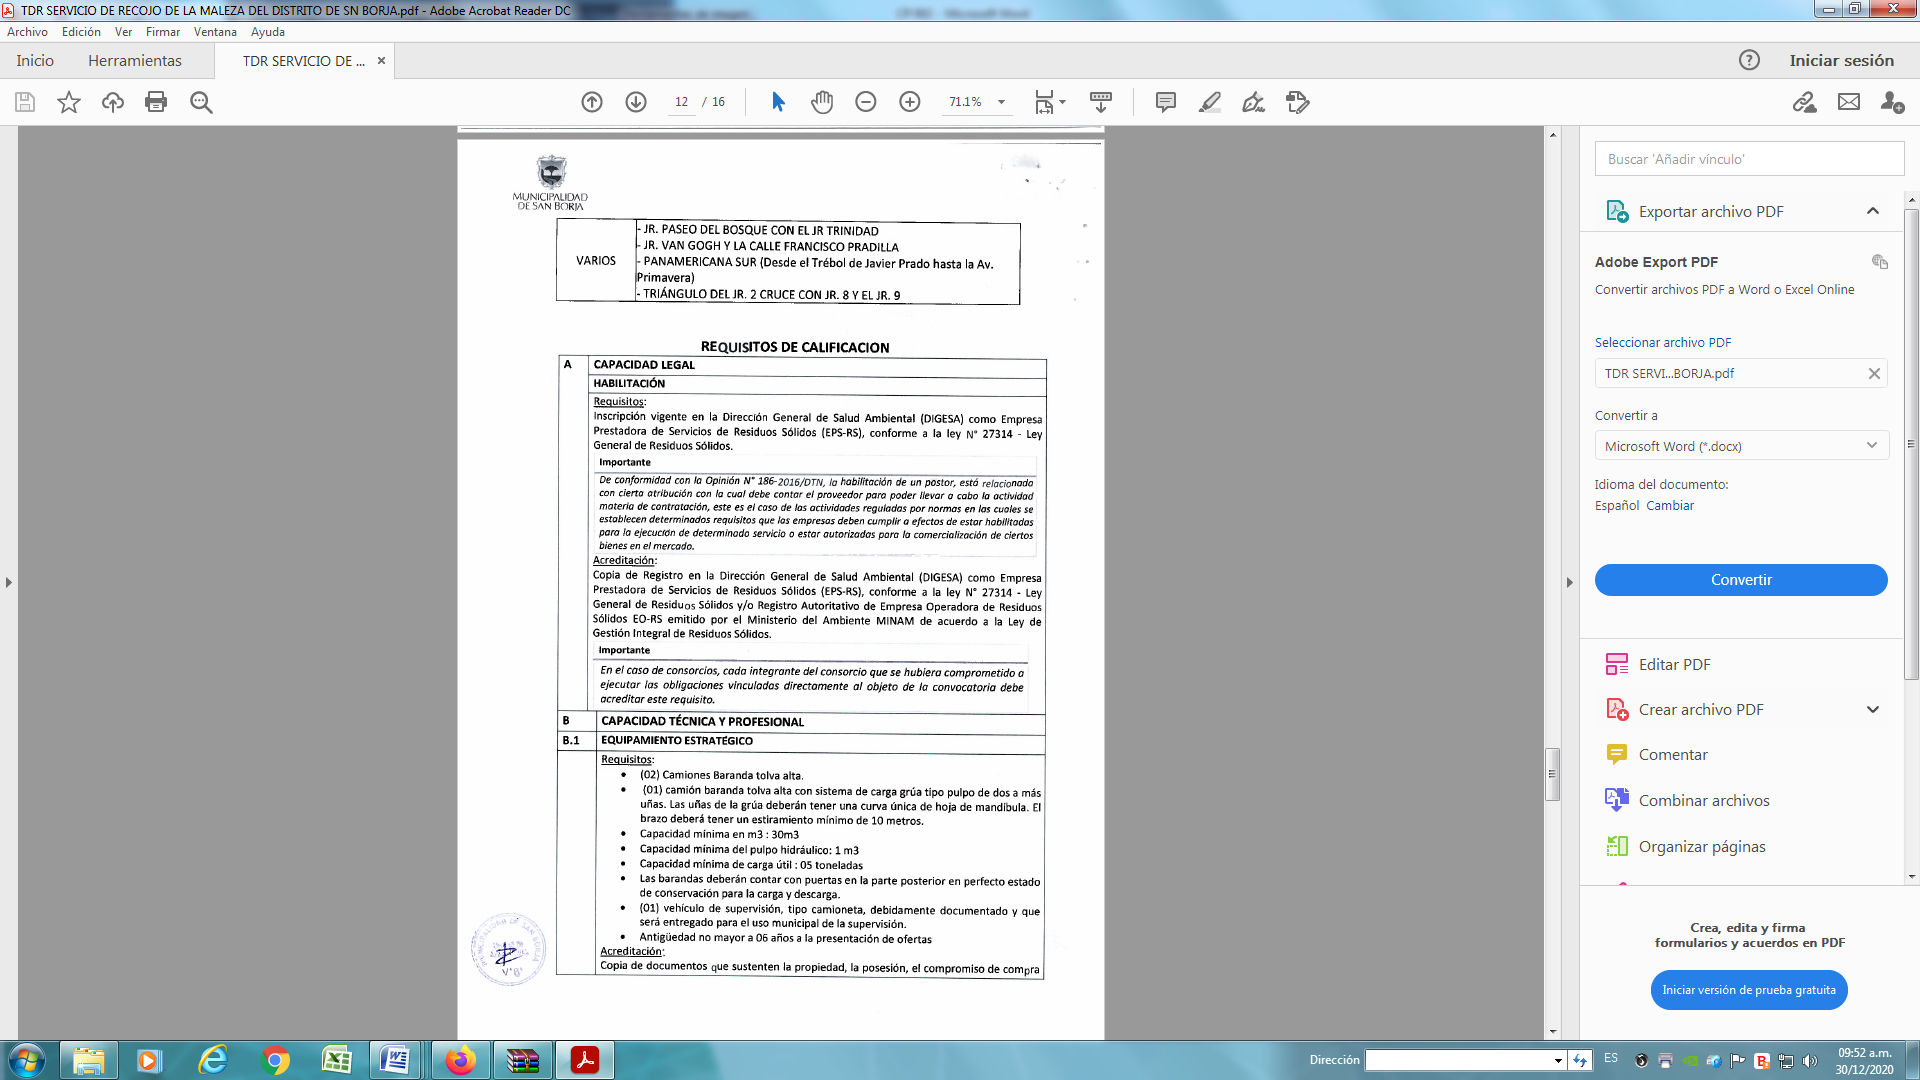 TDR SERVICIO DE RECOJO DE LA MALEZA DEL DISTRITO DE SN BORJA.pdf - Adobe Acrobat Reader DC
Archivo Edición Ver Firmar Ventana Ayuda
Inicio Herramientas TDR SERVICIO DE ... Iniciar sesión
12 / 16 71.1%
MUNICIPALIDAD
DE SAN BORJA
VARIOS
- JR. PASEO DEL BOSQUE CON EL JR TRINIDAD
- JR. VAN GOGH Y LA CALLE FRANCISCO PRADILLA
- PANAMERICANA SUR (Desde el Trébol de Javier Prado hasta la Av.
Primavera)
- TRIÁNGULO DEL JR. 2 CRUCE CON JR. 8 Y EL JR. 9
REQUISITOS DE CALIFICACION
A CAPACIDAD LEGAL
HABILITACIÓN
Requisitos:
Inscripción vigente en la Dirección General de Salud Ambiental (DIGESA) como Empresa
Prestadora de Servicios de Residuos Sólidos (EPS-RS), conforme a la ley N° 27314 - Ley
General de Residuos Sólidos.
Importante
De conformidad con la Opinión N° 186-2016/DTN, la habilitación de un postor, está relacionada
con cierta atribución con la cual debe contar el proveedor para poder llevar a cabo la actividad
materia de contratación, este es el caso de las actividades reguladas por normas en las cuales se
establecen determinados requisitos que las empresas deben cumplir a efectos de estar habilitadas
para la ejecución de determinado servicio o estar autorizadas para la comercialización de ciertos
bienes en el mercado.
Acreditación:
Copia de Registro en la Dirección General de Salud Ambiental (DIGESA) como Empresa
Prestadora de Servicios de Residuos Sólidos (EPS-RS), conforme a la ley N° 27314 - Ley
General de Residuos Sólidos y/o Registro Autoritativo de Empresa Operadora de Residuos
Sólidos EO-RS emitido por el Ministerio del Ambiente MINAM de acuerdo a la Ley de
Gestión Integral de Residuos Sólidos.
Importante
En el caso de consorcios, cada integrante del consorcio que se hubiera comprometido a
ejecutar las obligaciones vinculadas directamente al objeto de la convocatoria debe
acreditar este requisito.
B CAPACIDAD TÉCNICA Y PROFESIONAL
B.1 EQUIPAMIENTO ESTRATÉGICO
Requisitos:
• (02) Camiones Baranda tolva alta.
• (01) camión baranda tolva alta con sistema de carga grúa tipo pulpo de dos a más
uñas. Las uñas de la grúa deberán tener una curva única de hoja de mandíbula. El
brazo deberá tener un estiramiento mínimo de 10 metros.
• Capacidad mínima en m3 : 30m3
• Capacidad mínima del pulpo hidráulico: 1 m3
• Capacidad mínima de carga útil : 05 toneladas
• Las barandas deberán contar con puertas en la parte posterior en perfecto estado
de conservación para la carga y descarga.
• (01) vehículo de supervisión, tipo camioneta, debidamente documentado y que
será entregado para el uso municipal de la supervisión.
• Antigüedad no mayor a 06 años a la presentación de ofertas
Acreditación:
Copia de documentos que sustenten la propiedad, la posesión, el compromiso de compra
V°B°
Buscar 'Añadir vínculo'
Exportar archivo PDF
Adobe Export PDF
Convertir archivos PDF a Word o Excel Online
Seleccionar archivo PDF
TDR SERVI...BORJA.pdf
Convertir a
Microsoft Word (*.docx)
Idioma del documento:
Español Cambiar
Convertir
Editar PDF
Crear archivo PDF
Comentar
Combinar archivos
Organizar páginas
Crea, edita y firma
formularios y acuerdos en PDF
Iniciar versión de prueba gratuita
Dirección
ES
09:52 a.m.
30/12/2020